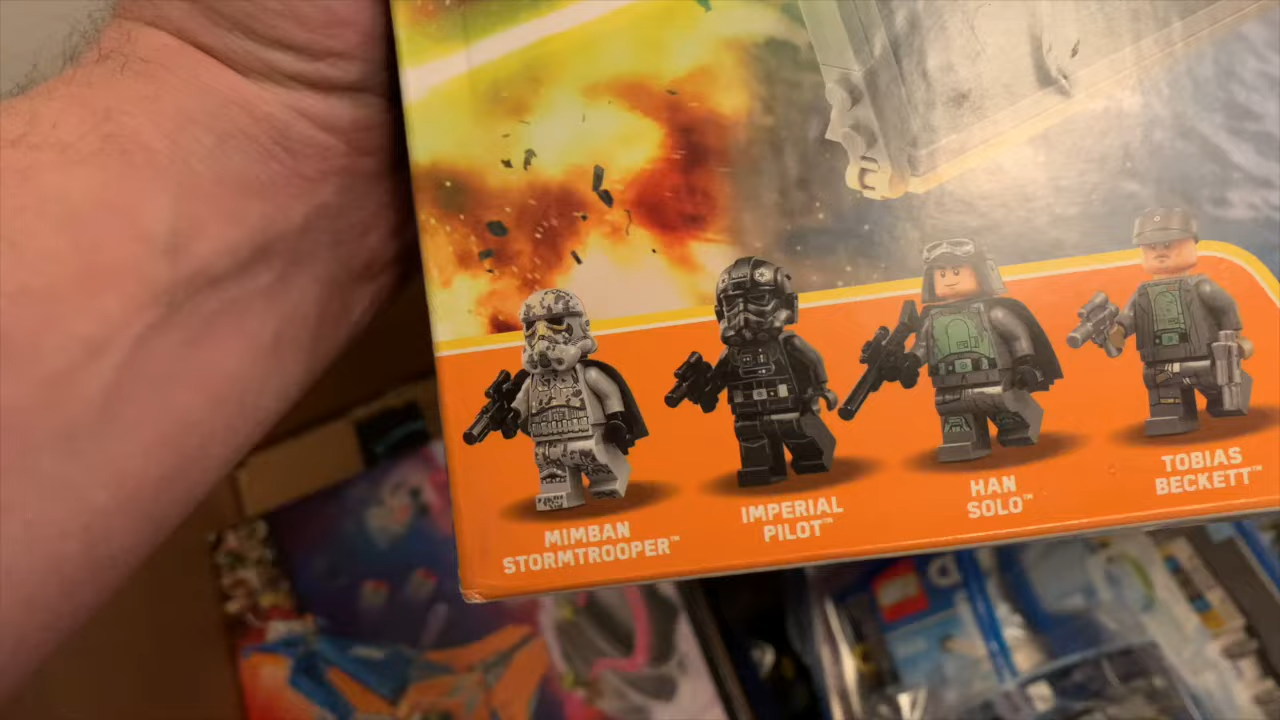 MIMBAN
STORMTROOPER™
IMPERIAL
PILOT™
HAN
SOLO™
TOBIAS
BECKETT™